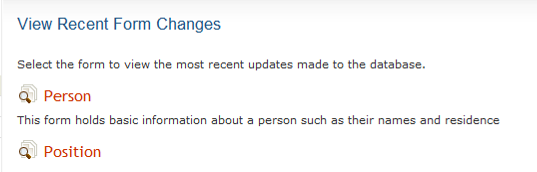 View Recent Form Changes
Select the form to view the most recent updates made to the database.
Person
This form holds basic information about a person such as their names and residence
Position